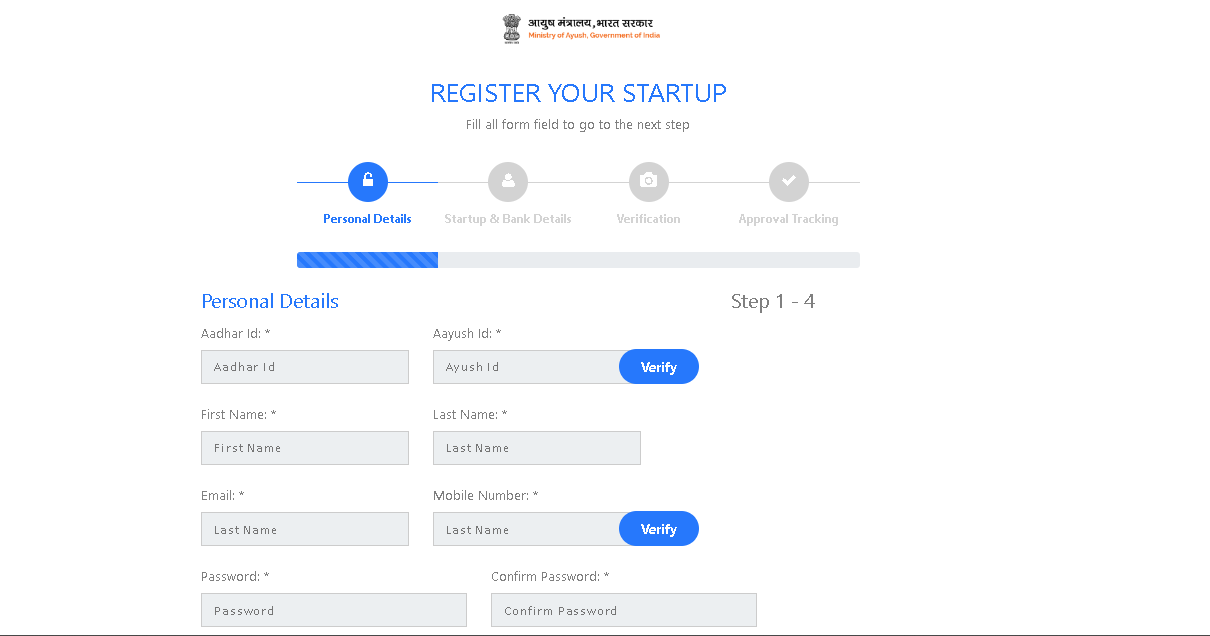 आयुष मंत्रालय,भारत सरकार
Ministry of Ayush, Government of India
REGISTER YOUR STARTUP
Fill all form field to go to the next step
Personal Details
Startup & Bank Details
Verification
Approval Tracking
Personal Details
Step 1 - 4
Aadhar Id: *
Aayush Id: *
Aadhar Id
Ayush Id
Verify
First Name: *
Last Name: *
First Name
Last Name
Email: *
Mobile Number: *
Last Name
Last Name
Verify
Password: *
Confirm Password: *
Password
Confirm Password